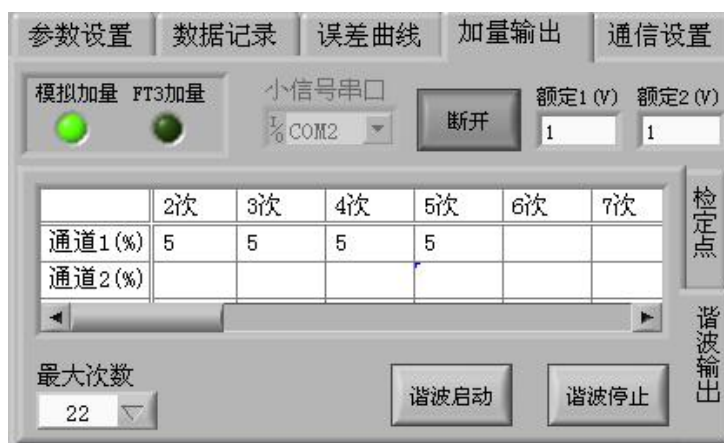 参数设置 数据记录 误差曲线 加量输出 通信设置
模拟加量 FT3加量 小信号串口 额定1(V) 额定2(V)
I/O COM2 断开 1 1
2次 3次 4次 5次 6次 7次
通道1(%) 5 5 5 5
通道2(%)
检定点
谐波输出
最大次数
22 谐波启动 谐波停止